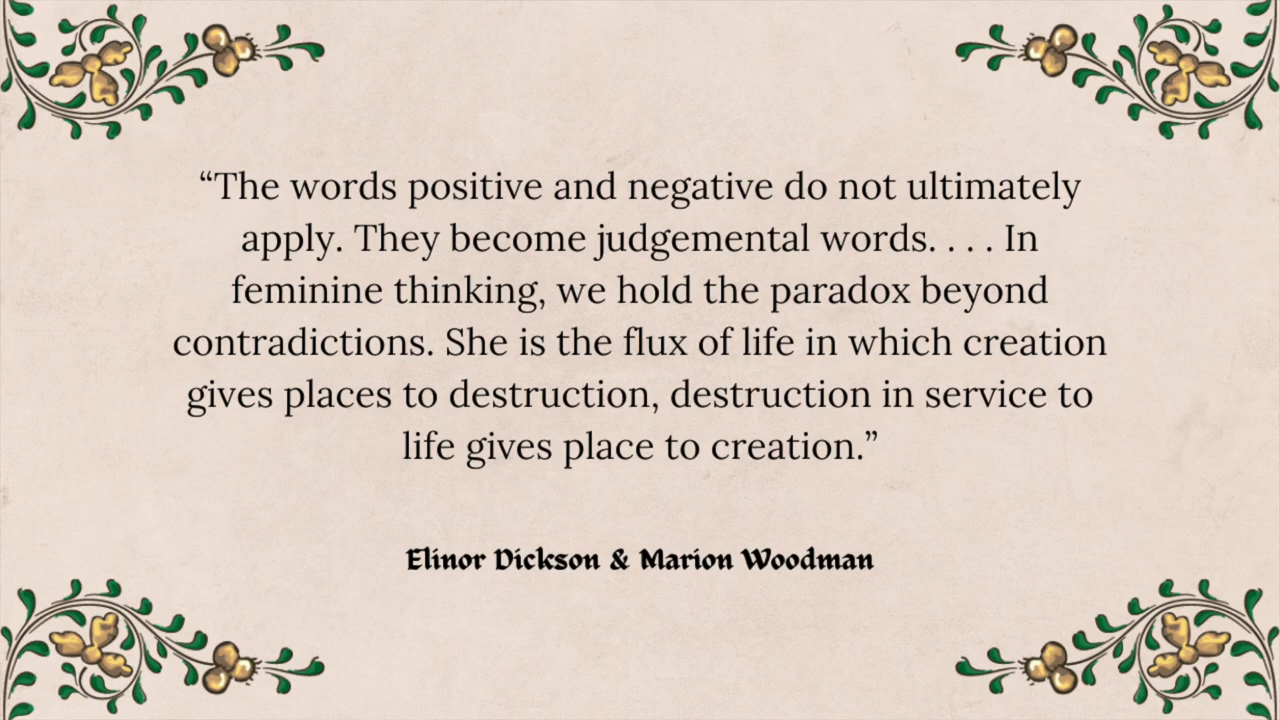 “The words positive and negative do not ultimately
apply. They become judgemental words. . . . In
feminine thinking, we hold the paradox beyond
contradictions. She is the flux of life in which creation
gives places to destruction, destruction in service to
life gives place to creation.”
Elinor Dickson & Marion Woodman